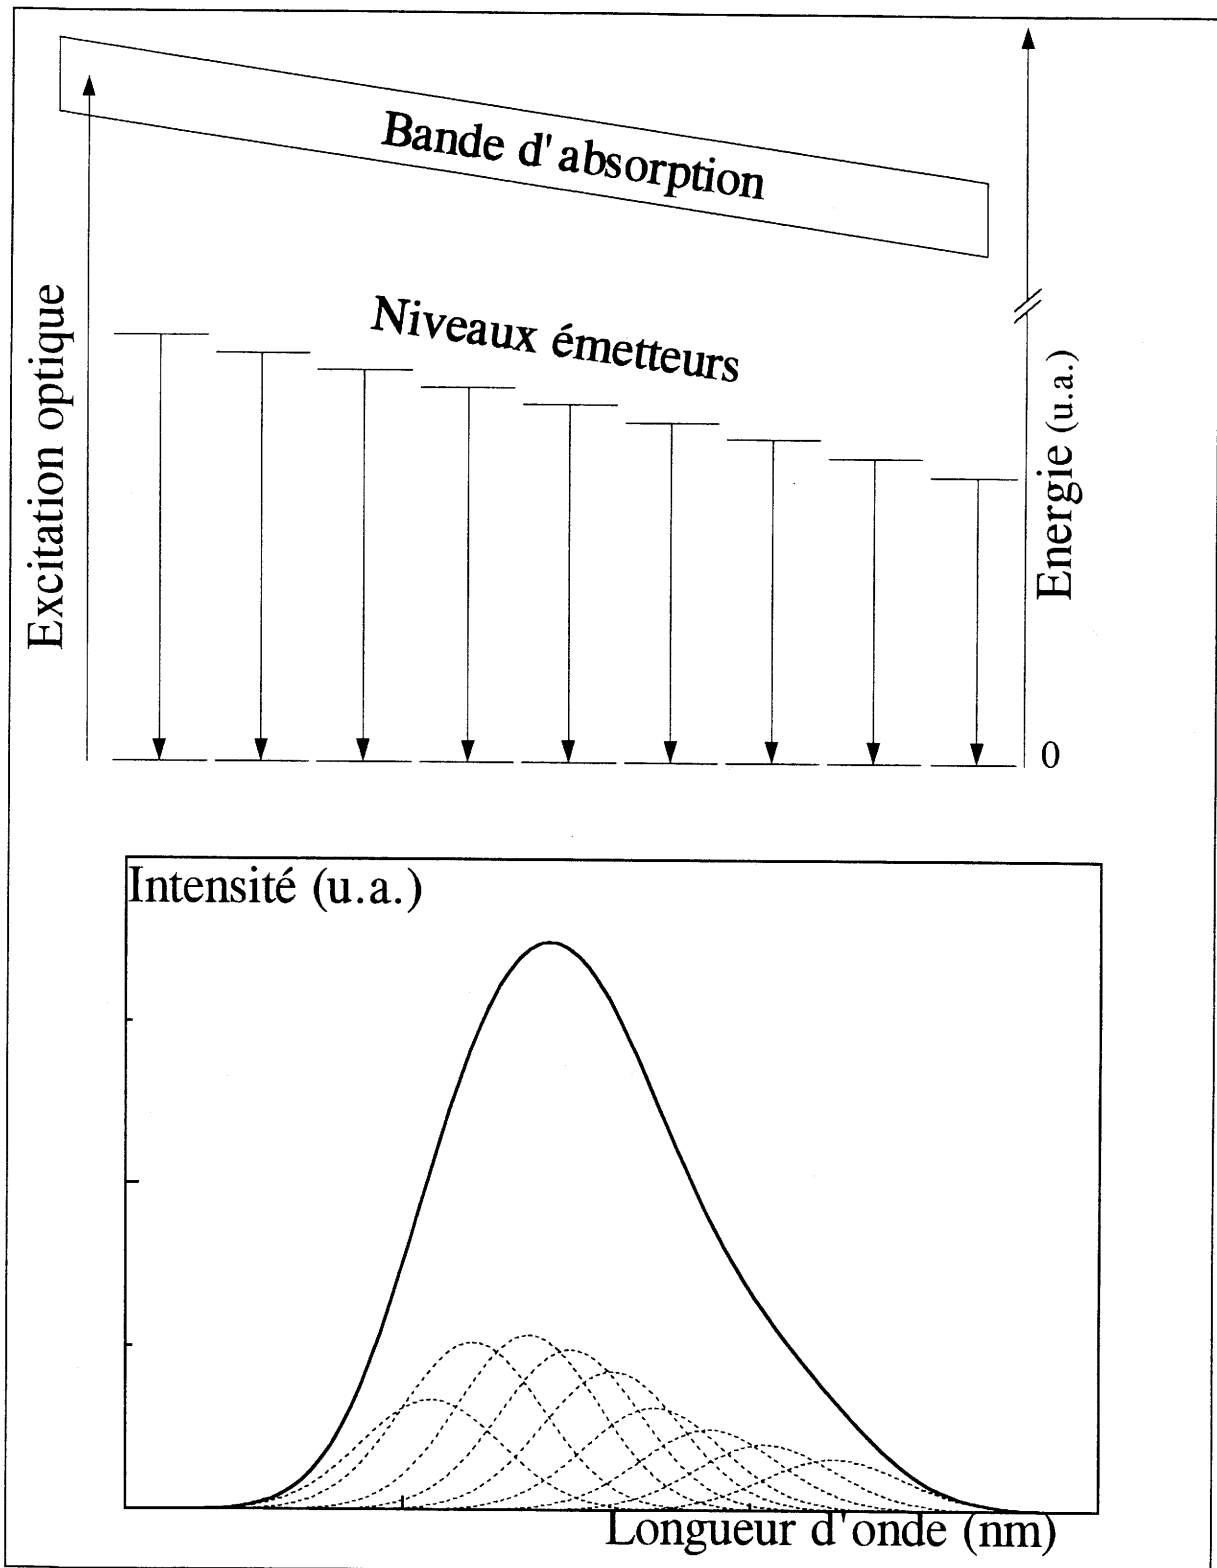 Bande d'absorption
Niveaux émetteurs
Excitation optique
Energie (u.a.)
0
Intensité (u.a.)
Longueur d'onde (nm)